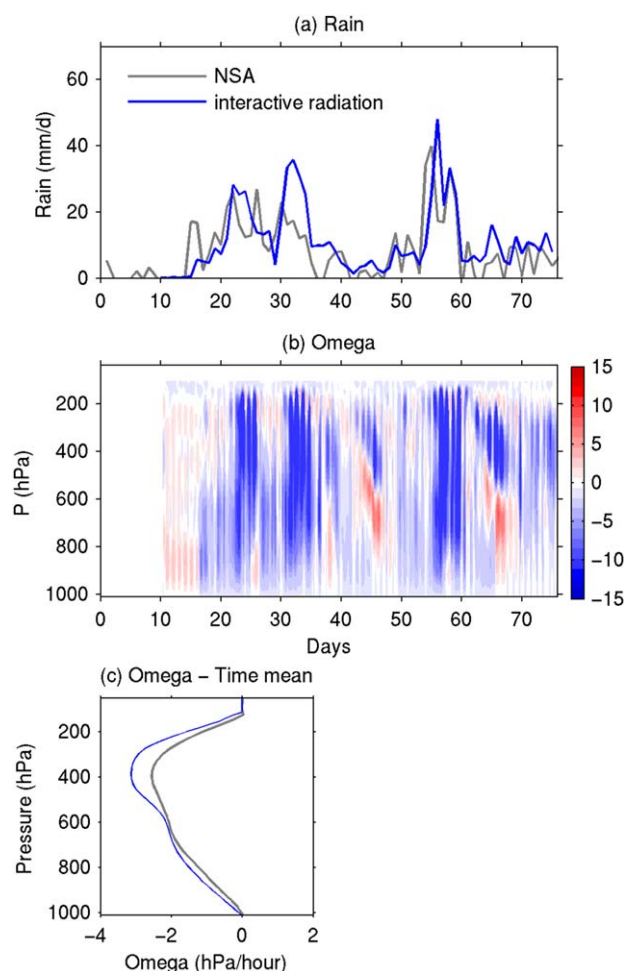 (a) Rain
60
40
20
0
Rain (mm/d)
NSA
interactive radiation
0 10 20 30 40 50 60 70
(b) Omega
200
400
600
800
1000
P (hPa)
0 10 20 30 40 50 60 70
Days
15
10
5
0
−5
−10
−15
(c) Omega − Time mean
200
400
600
800
1000
Pressure (hPa)
−4 −2 0 2
Omega (hPa/hour)